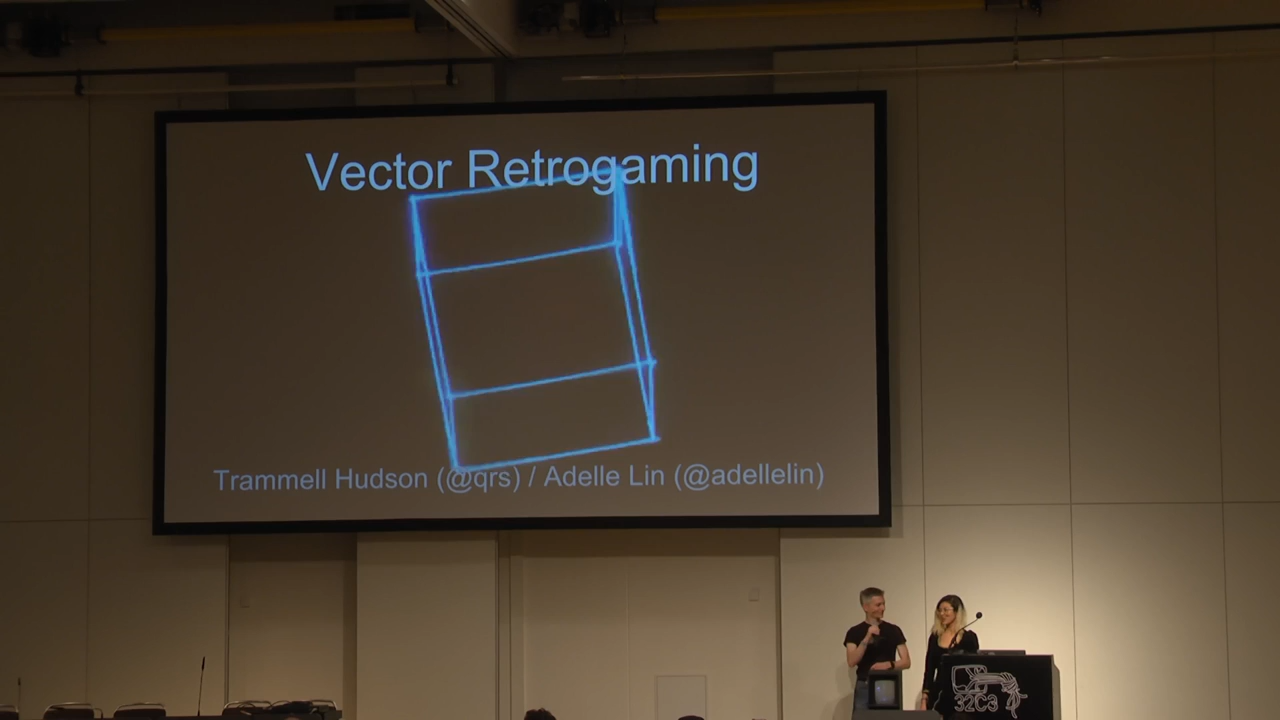 Vector Retrogaming
Trammell Hudson (@qrs) / Adelle Lin (@adellelin)
32C3